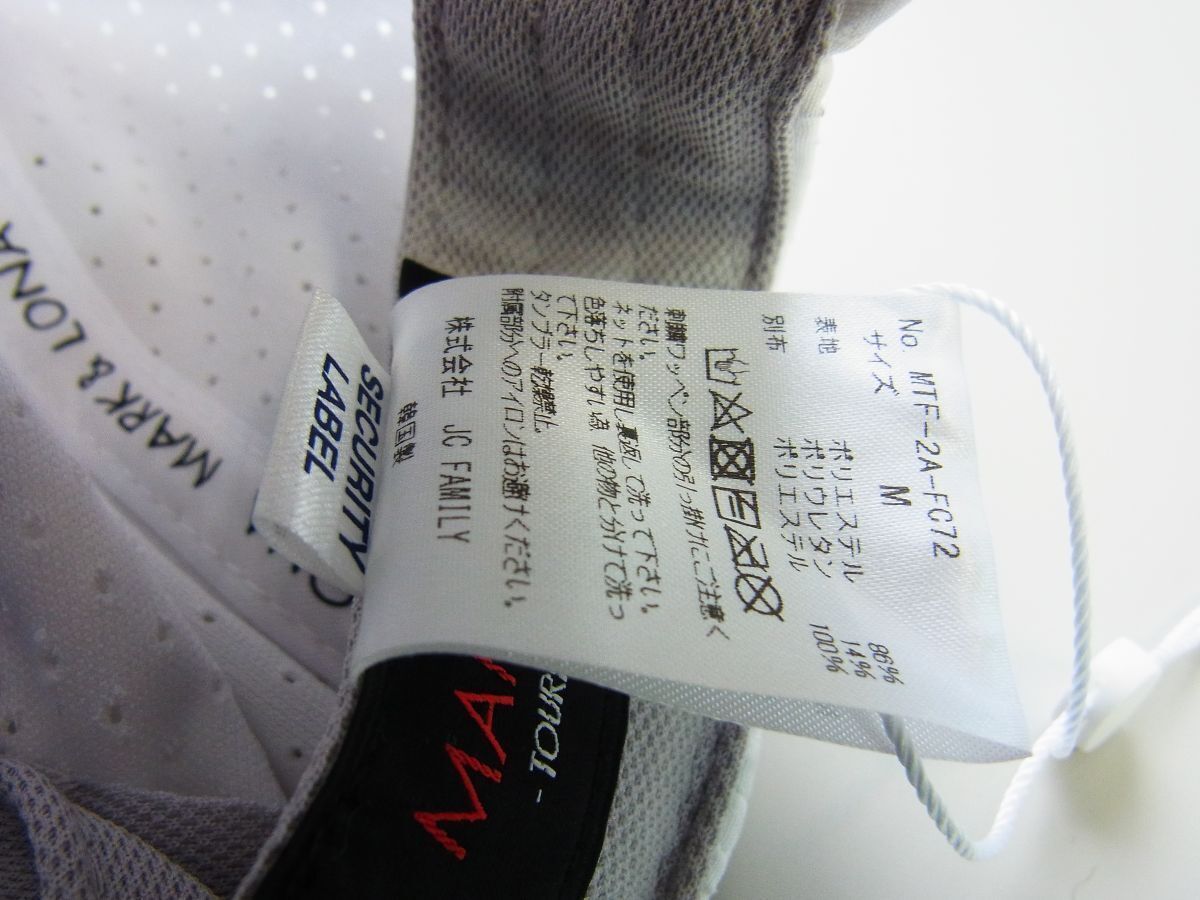 No. MTF-2A-FC72
サイズ M
表地 ポリエステル 86%
ポリウレタン 14%
別布 ポリエステル 100%
刺繍ワッペン部分の引っ掛けにご注意く
ださい。
ネットを使用し裏返しで洗って下さい。
色落ちしやすい為 他の物と分けて洗っ
て下さい。
タンブラー乾燥禁止。
附属部分へのアイロンはお避けください。
株式会社 JC FAMILY
韓国製
SECURITY
LABEL
MARK & LONA
MAR
- TOUR